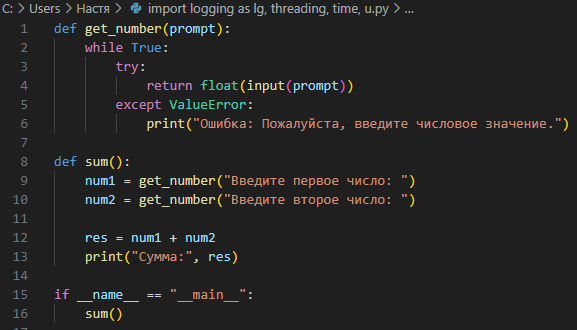 C: > Users > Настя > import logging as lg, threading, time, u.py > ...
1 def get_number(prompt):
2     while True:
3         try:
4             return float(input(prompt))
5         except ValueError:
6             print("Ошибка: Пожалуйста, введите числовое значение.")
7
8 def sum():
9     num1 = get_number("Введите первое число: ")
10     num2 = get_number("Введите второе число: ")
11
12     res = num1 + num2
13     print("Сумма:", res)
14
15 if __name__ == "__main__":
16     sum()